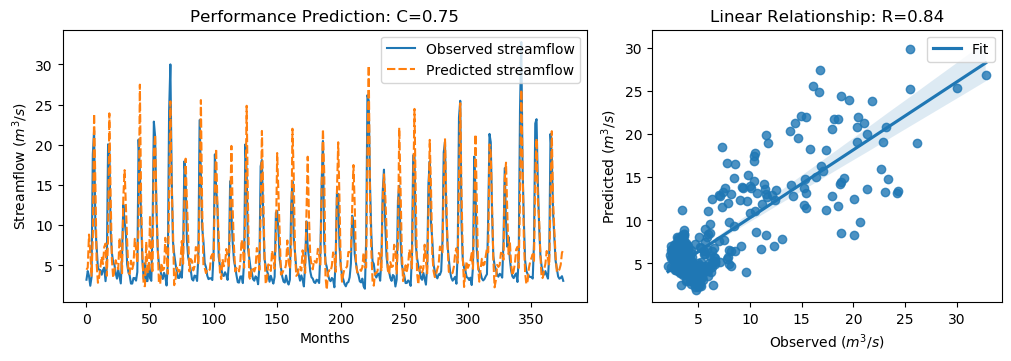 Performance Prediction: C=0.75
Observed streamflow
Predicted streamflow
Streamflow (m³/s)
30
25
20
15
10
5
0 50 100 150 200 250 300 350
Months
Linear Relationship: R=0.84
Fit
Predicted (m³/s)
30
25
20
15
10
5
5 10 15 20 25 30
Observed (m³/s)